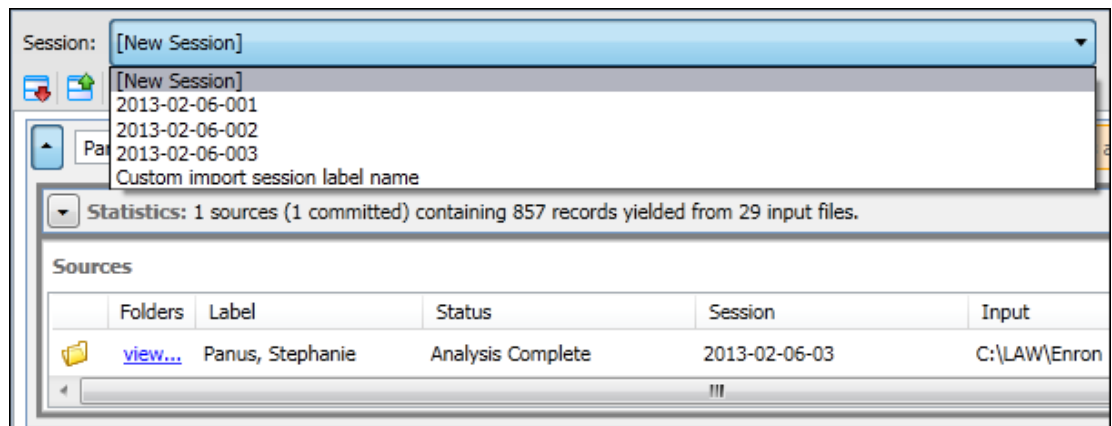 Session: [New Session]
[New Session]
2013-02-06-001
2013-02-06-002
2013-02-06-003
Custom import session label name
Statistics: 1 sources (1 committed) containing 857 records yielded from 29 input files.
Sources
Folders Label Status Session Input
view... Panus, Stephanie Analysis Complete 2013-02-06-03 C:\LAW\Enron